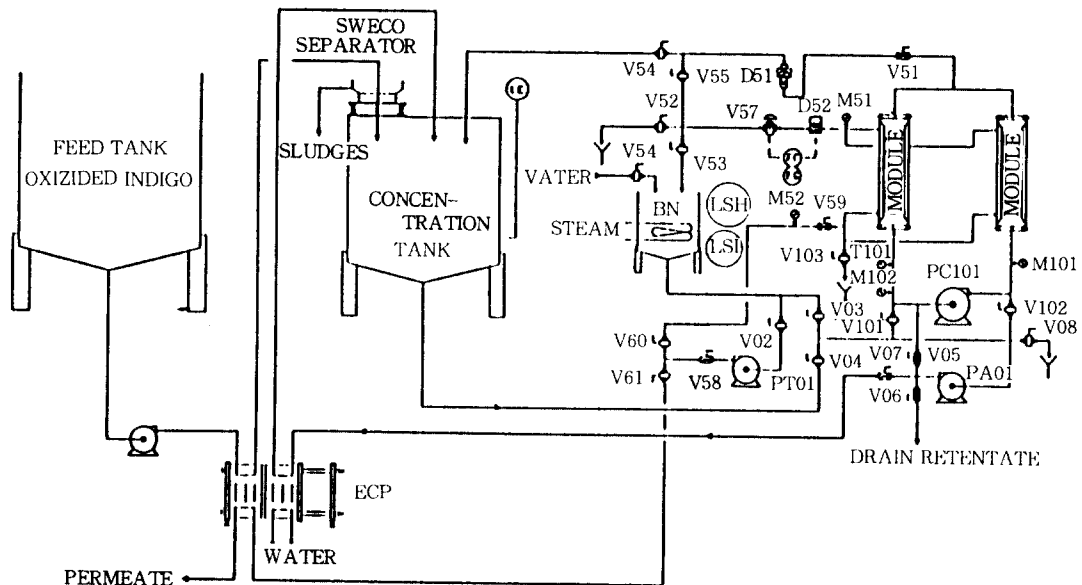 SWECO
SEPARATOR
V54
V55
D51
V51
V52
V57
D52
M51
FEED TANK
OXIZIDED INDIGO
SLUDGES
V54
V53
VATER
MODULE
MODULE
CONCEN-
TRATION
TANK
BN
LSH
M52
V59
STEAM
LSI
V103
T101
M102
PC101
M101
V03
V101
V102
V08
V60
V02
V07
V05
V61
V58
PT01
V04
PA01
V06
DRAIN RETENTATE
ECP
WATER
PERMEATE